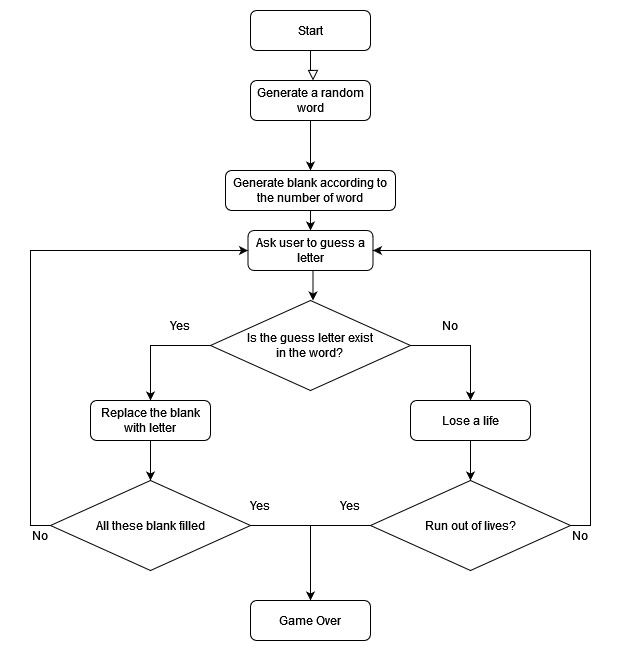 Start
Generate a random
word
Generate blank according to
the number of word
Ask user to guess a
letter
Is the guess letter exist
in the word?
Yes
No
Replace the blank
with letter
Lose a life
All these blank filled
Yes
Yes
Run out of lives?
No
No
Game Over